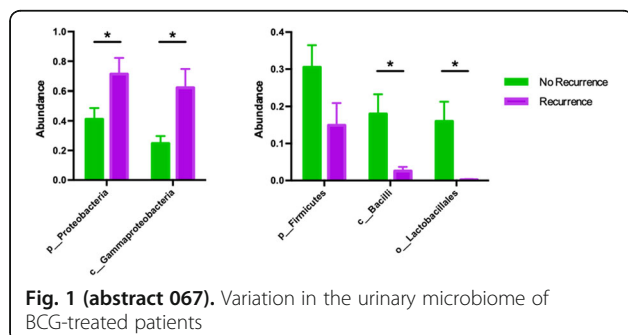 Abundance
1.0
0.8
0.6
0.4
0.2
0.0
*
*
p__Proteobacteria
c__Gammaproteobacteria
Abundance
0.4
0.3
0.2
0.1
0.0
*
*
p__Firmicutes
c__Bacilli
o__Lactobacillales
No Recurrence
Recurrence
Fig. 1 (abstract 067). Variation in the urinary microbiome of
BCG-treated patients